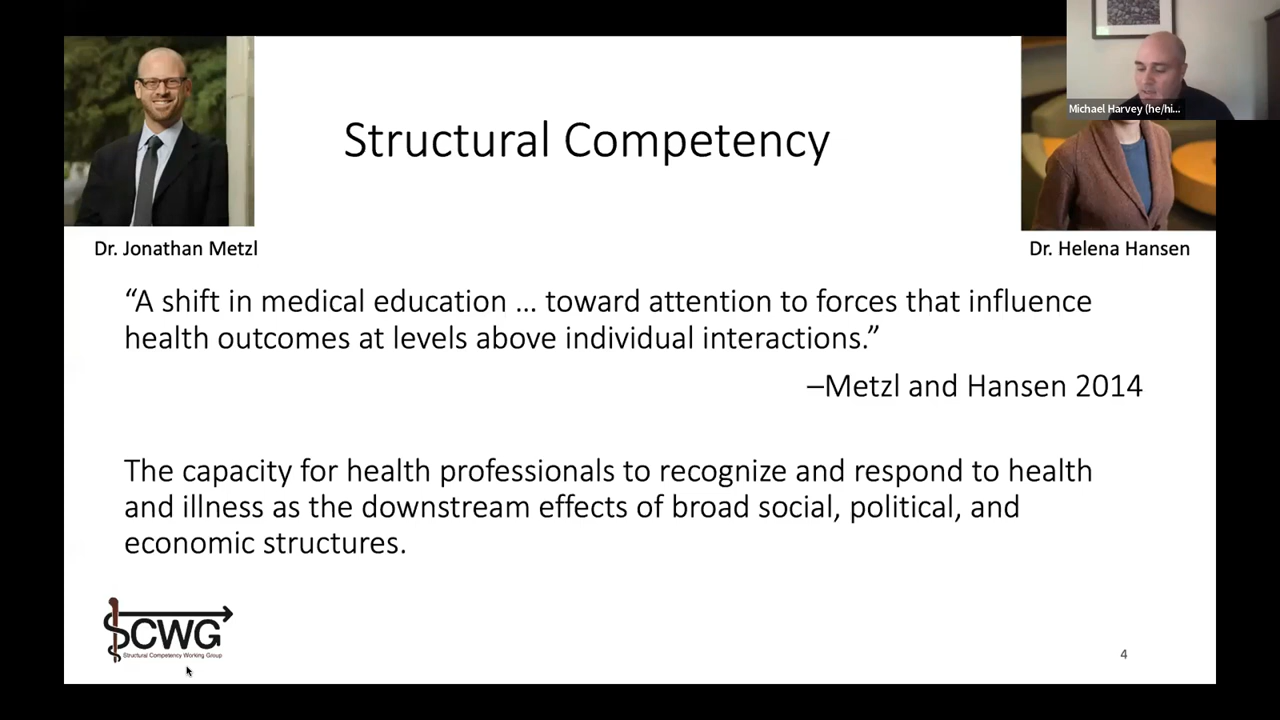 Michael Harvey (he/hi...
Structural Competency
Dr. Jonathan Metzl
Dr. Helena Hansen
“A shift in medical education … toward attention to forces that influence
health outcomes at levels above individual interactions.”
–Metzl and Hansen 2014
The capacity for health professionals to recognize and respond to health
and illness as the downstream effects of broad social, political, and
economic structures.
SCWG
Structural Competency Working Group
4